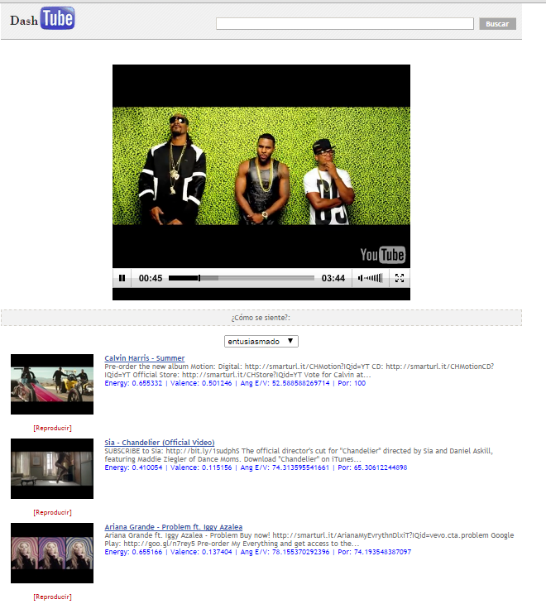 Dash Tube
Buscar
You Tube
00:45
03:44
¿Cómo se siente?:
entusiasmado
Calvin Harris - Summer
Pre-order the new album Motion: Digital: http://smarturl.it/CHMotion?IQid=YT CD: http://smarturl.it/CHMotionCD?
IQid=YT Official Store: http://smarturl.it/CHStore?IQid=YT Vote for Calvin at...
Energy: 0.655332 | Valence: 0.501246 | Ang E/V: 52.588588269714 | Por: 100
[Reproducir]
Sia - Chandelier (Official Video)
SUBSCRIBE to Sia: http://bit.ly/1sudph5 The official director's cut for "Chandelier" directed by Sia and Daniel Askill,
featuring Maddie Ziegler of Dance Moms. Download "Chandelier" on iTunes...
Energy: 0.410054 | Valence: 0.115156 | Ang E/V: 74.313595541661 | Por: 65.30612244898
[Reproducir]
Ariana Grande - Problem ft. Iggy Azalea
Ariana Grande ft. Iggy Azalea - Problem Buy now! http://smarturl.it/ArianaMyEvrythnDlxiT?IQid=vevo.cta.problem Google
Play: http://goo.gl/n7rey5 Pre-order My Everything and get access to the...
Energy: 0.655166 | Valence: 0.137404 | Ang E/V: 78.155370292396 | Por: 74.193548387097
[Reproducir]